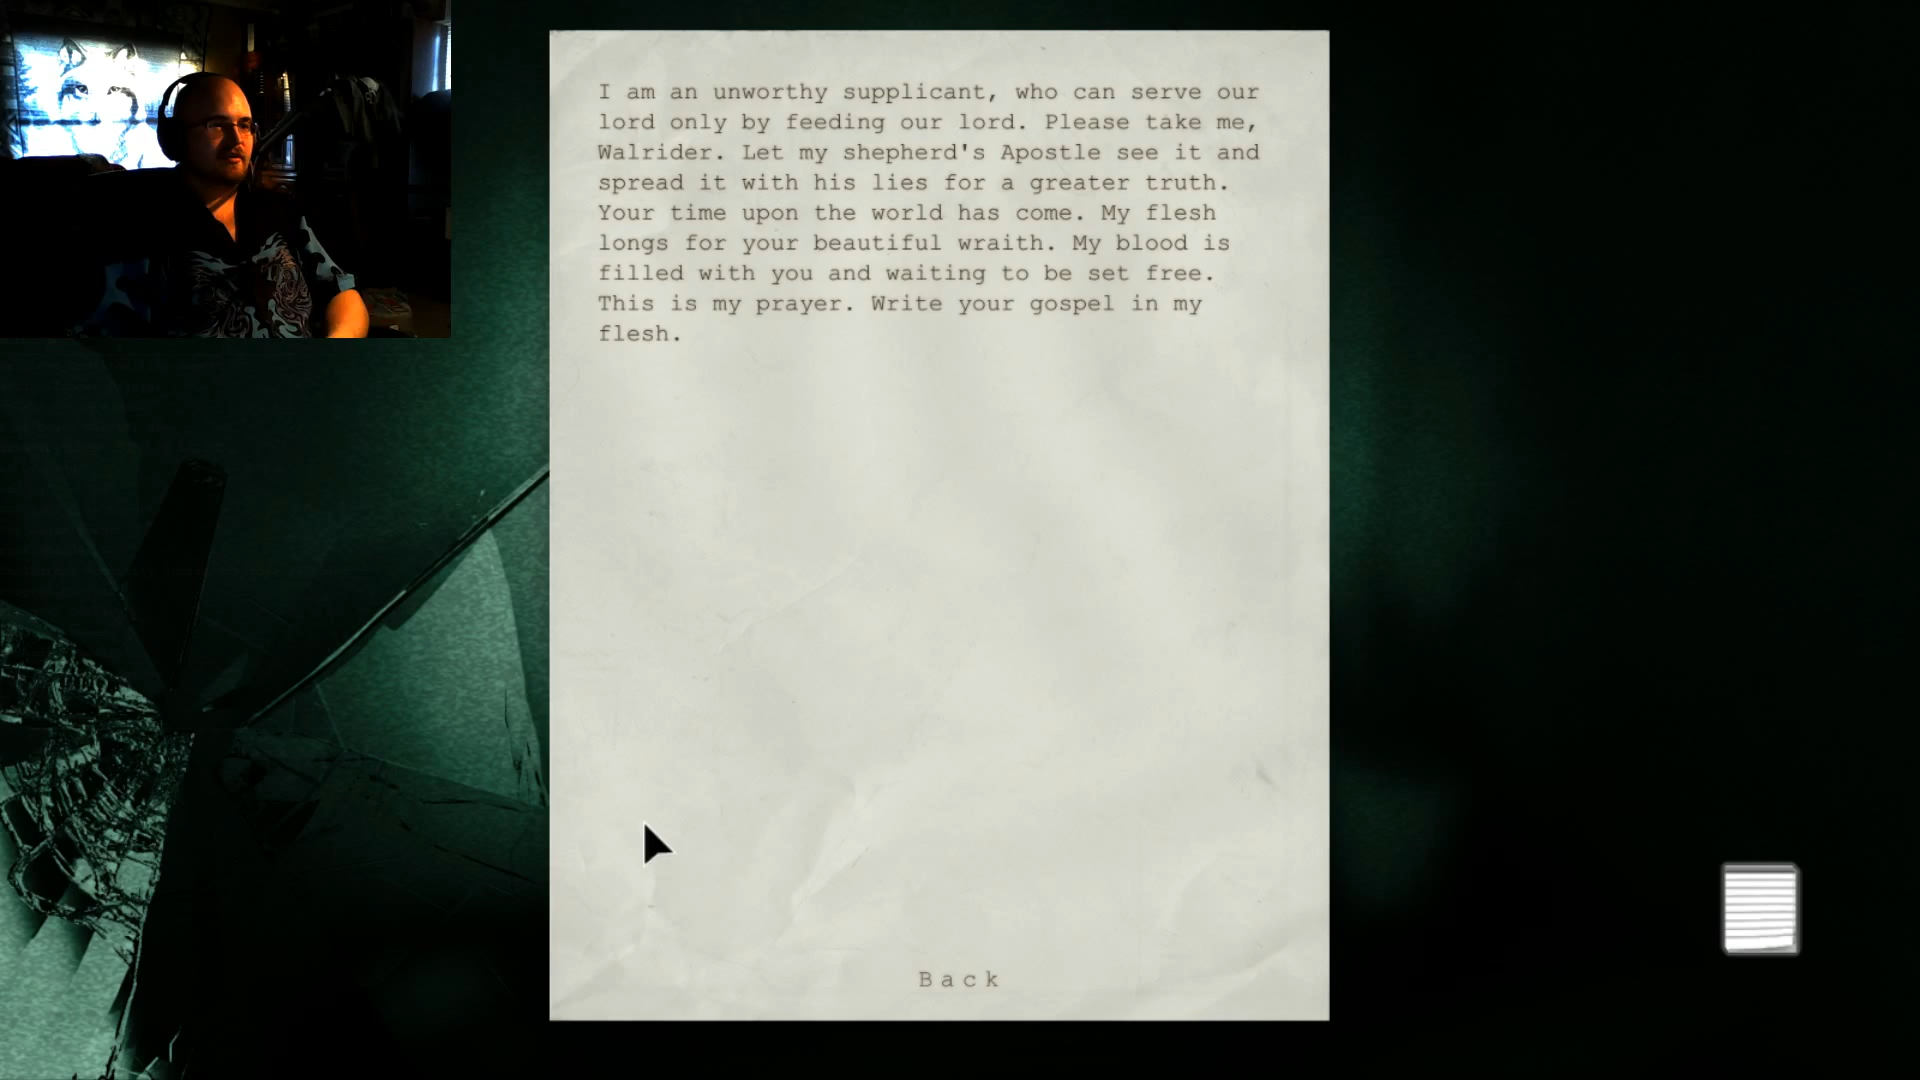 I am an unworthy supplicant, who can serve our
lord only by feeding our lord. Please take me,
Walrider. Let my shepherd's Apostle see it and
spread it with his lies for a greater truth.
Your time upon the world has come. My flesh
longs for your beautiful wraith. My blood is
filled with you and waiting to be set free.
This is my prayer. Write your gospel in my
flesh.
Back